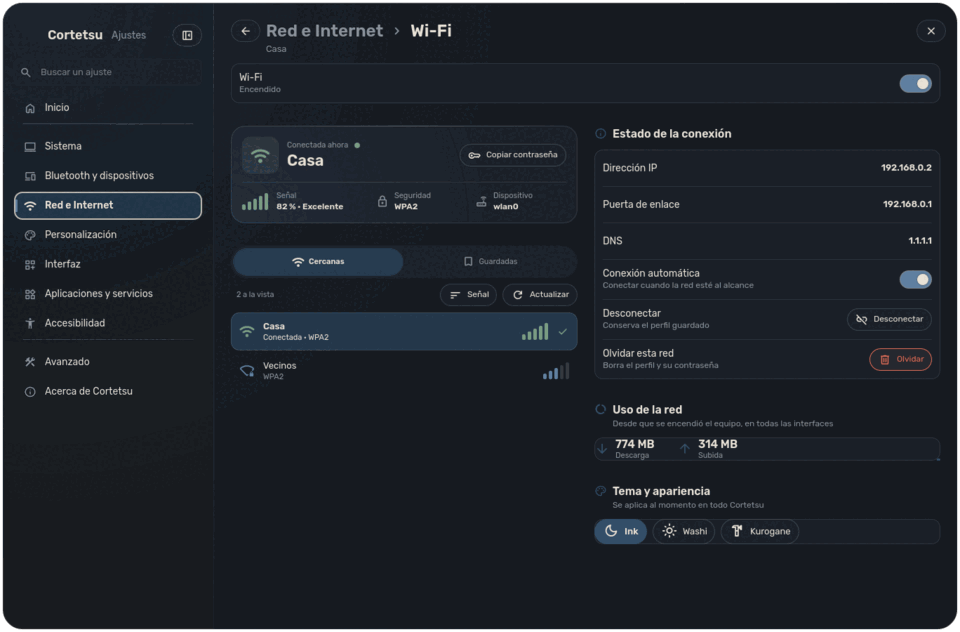 Cortetsu Ajustes
Buscar un ajuste
Inicio
Sistema
Bluetooth y dispositivos
Red e Internet
Personalización
Interfaz
Aplicaciones y servicios
Accesibilidad
Avanzado
Acerca de Cortetsu
Red e Internet › Wi-Fi
Casa
Wi-Fi
Encendido
Conectada ahora
Casa
Copiar contraseña
Señal
82 % • Excelente
Seguridad
WPA2
Dispositivo
wlan0
Cercanas
Guardadas
2 a la vista
Señal
Actualizar
Casa
Conectada • WPA2
Vecinos
WPA2
Estado de la conexión
Dirección IP 192.168.0.2
Puerta de enlace 192.168.0.1
DNS 1.1.1.1
Conexión automática
Conectar cuando la red esté al alcance
Desconectar
Conserva el perfil guardado
Desconectar
Olvidar esta red
Borra el perfil y su contraseña
Olvidar
Uso de la red
Desde que se encendió el equipo, en todas las interfaces
774 MB
Descarga
314 MB
Subida
Tema y apariencia
Se aplica al momento en todo Cortetsu
Ink
Washi
Kurogane